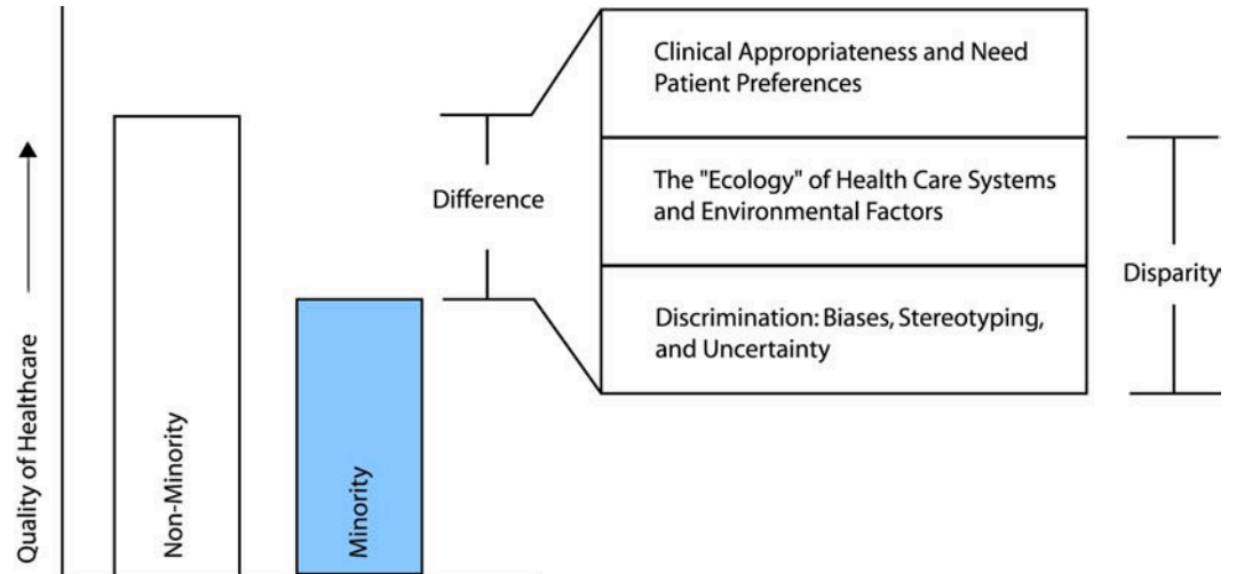 Quality of Healthcare
Non-Minority
Minority
Difference
Clinical Appropriateness and Need
Patient Preferences
The "Ecology" of Health Care Systems
and Environmental Factors
Discrimination: Biases, Stereotyping,
and Uncertainty
Disparity